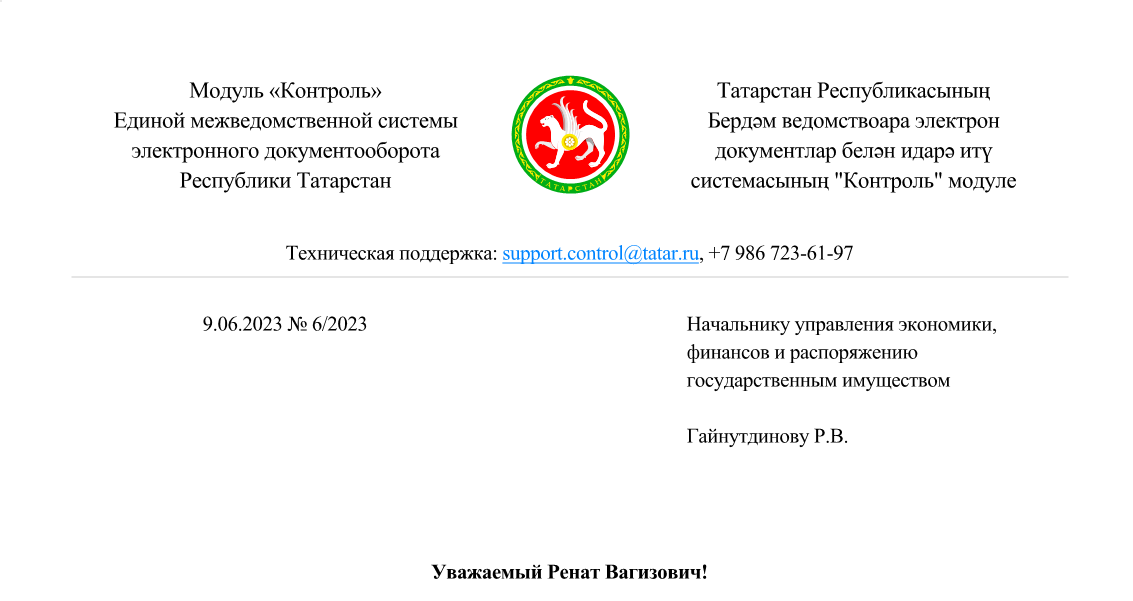 Модуль «Контроль»
Единой межведомственной системы
электронного документооборота
Республики Татарстан
ТАТАРСТАН
Татарстан Республикасының
Бердәм ведомствоара электрон
документлар белән идарә итү
системасының "Контроль" модуле
Техническая поддержка: support.control@tatar.ru, +7 986 723-61-97
9.06.2023 № 6/2023
Начальнику управления экономики,
финансов и распоряжению
государственным имуществом
Гайнутдинову Р.В.
Уважаемый Ренат Вагизович!